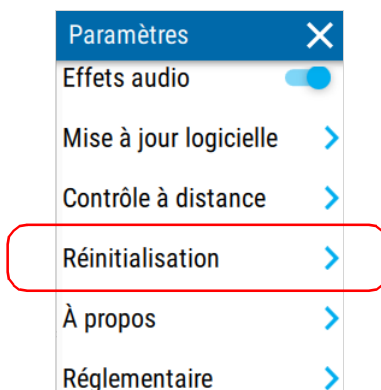 Paramètres
Effets audio
Mise à jour logicielle
Contrôle à distance
Réinitialisation
À propos
Réglementaire